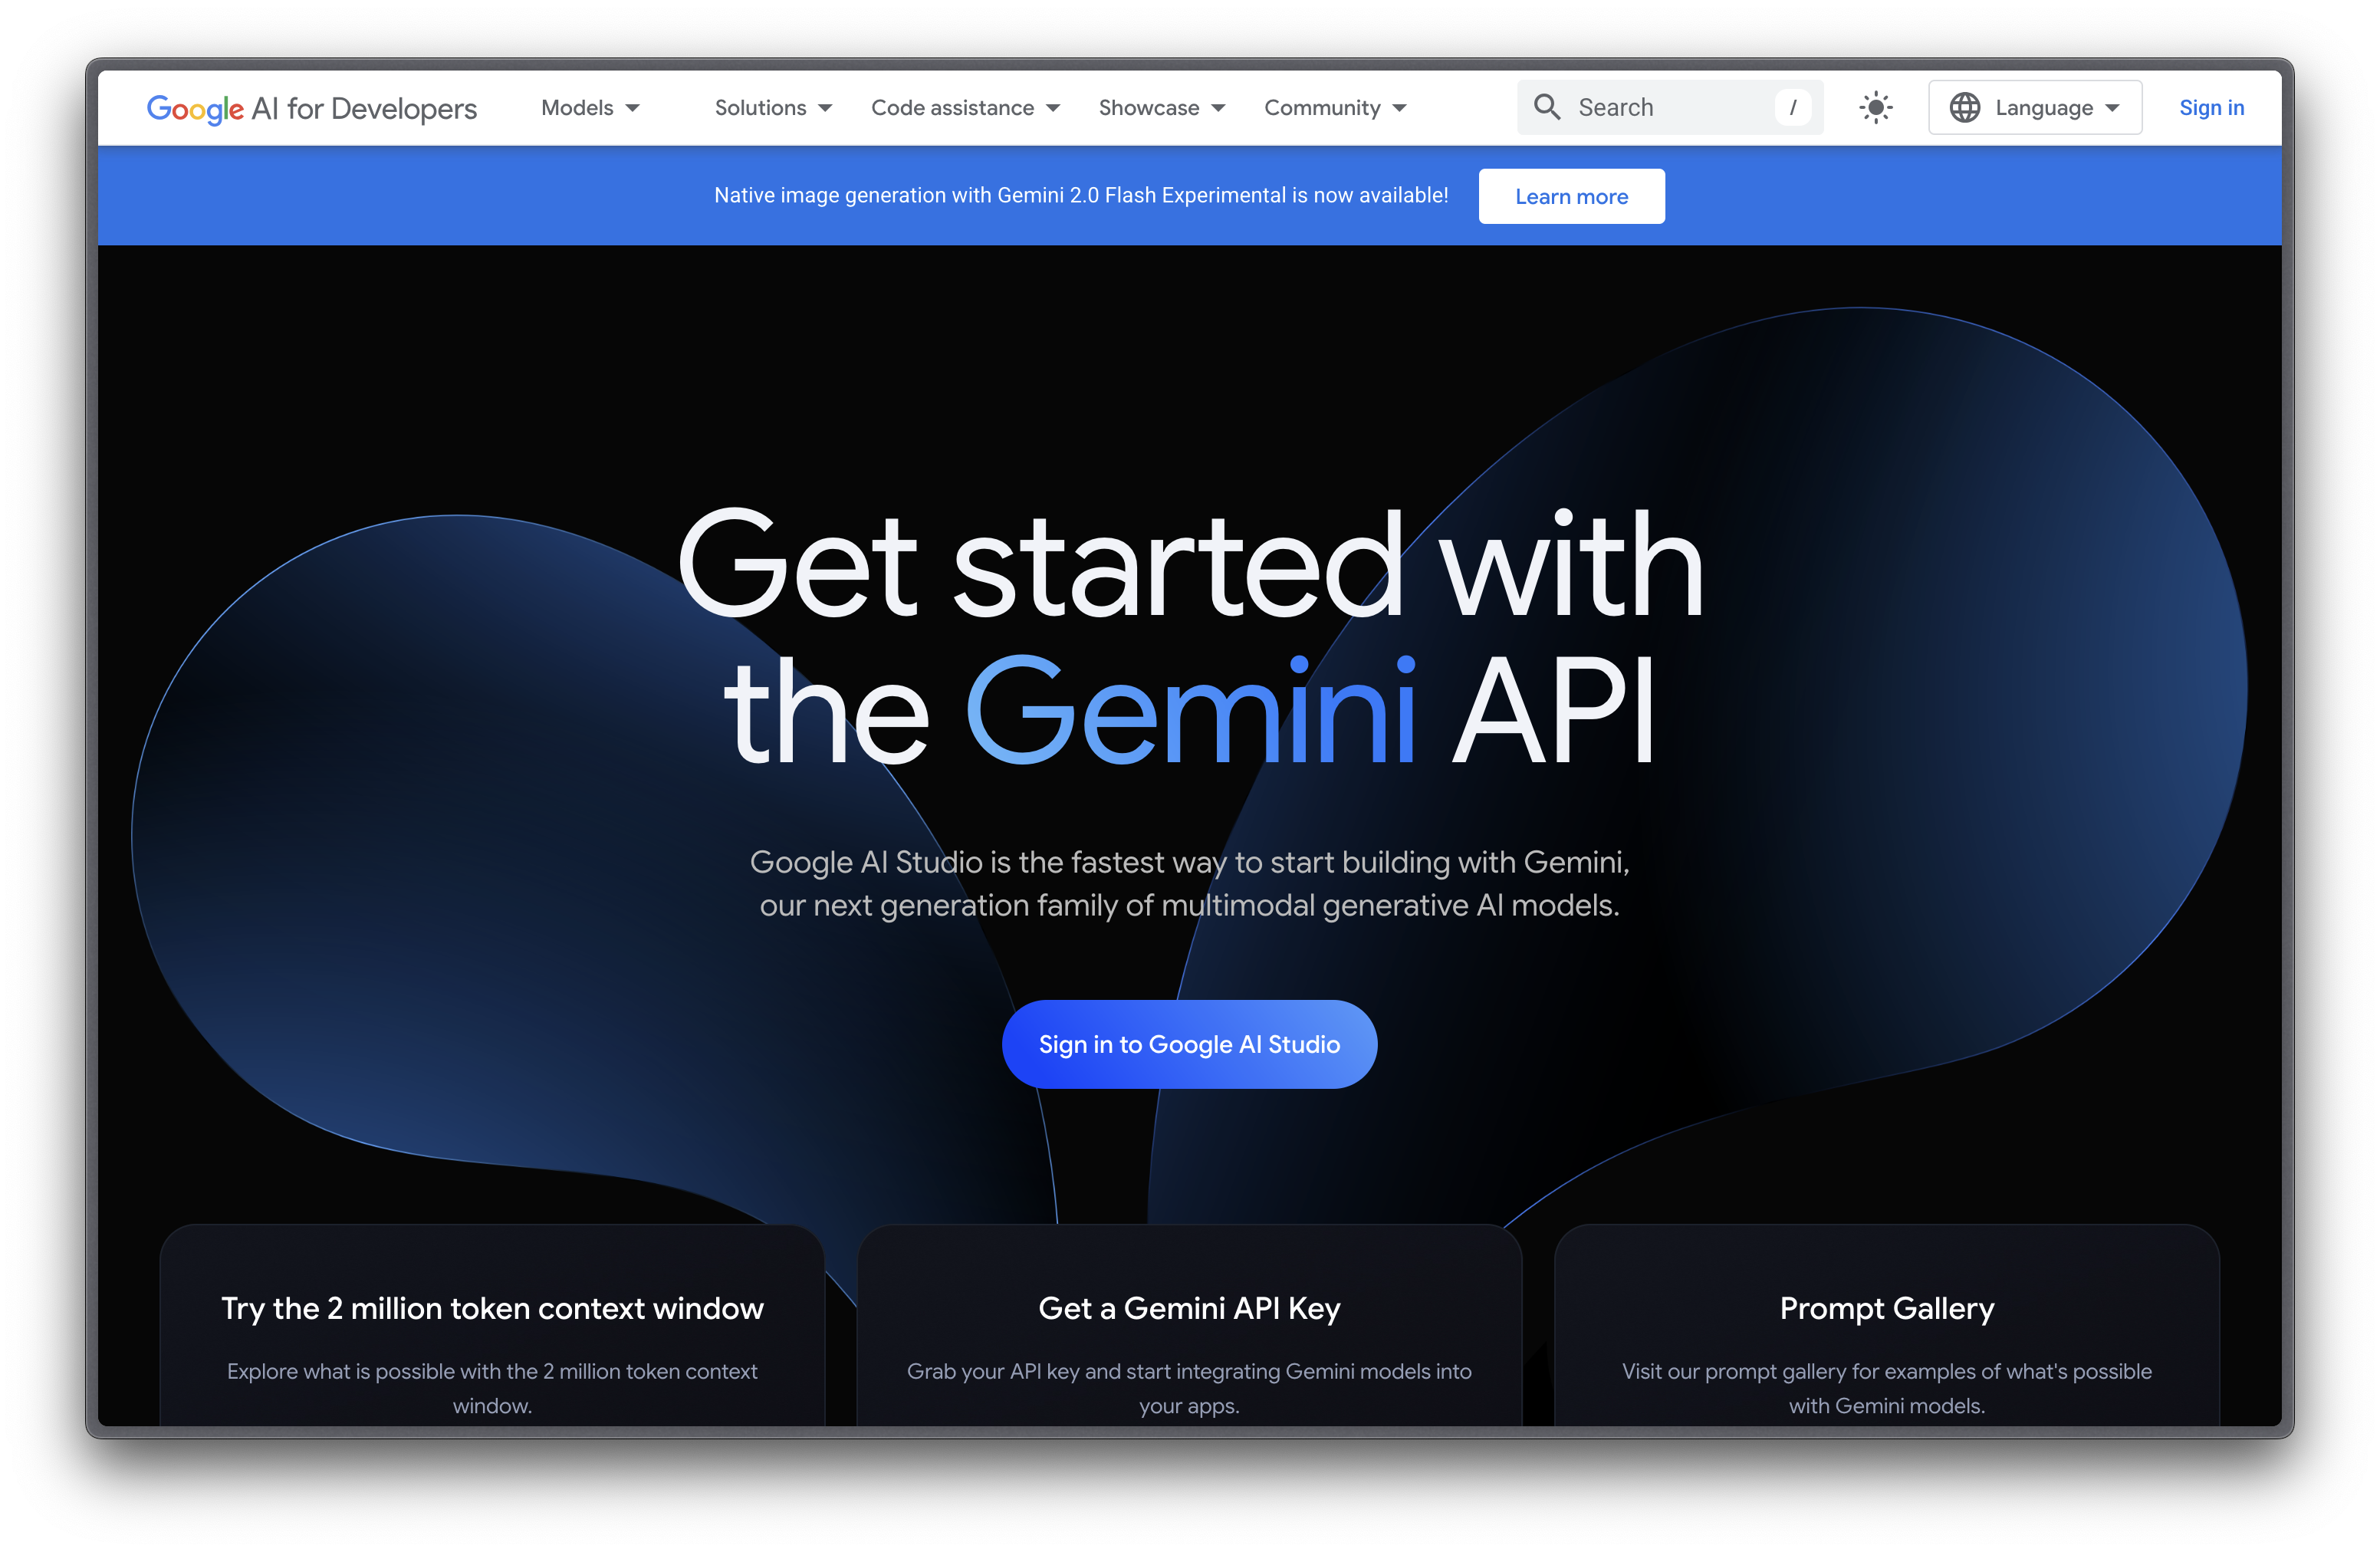 Google AI for Developers
Models
Solutions
Code assistance
Showcase
Community
Search
/
Language
Sign in
Native image generation with Gemini 2.0 Flash Experimental is now available!
Learn more
Get started with
the Gemini API
Google AI Studio is the fastest way to start building with Gemini,
our next generation family of multimodal generative AI models.
Sign in to Google AI Studio
Try the 2 million token context window
Explore what is possible with the 2 million token context
window.
Get a Gemini API Key
Grab your API key and start integrating Gemini models into
your apps.
Prompt Gallery
Visit our prompt gallery for examples of what's possible
with Gemini models.